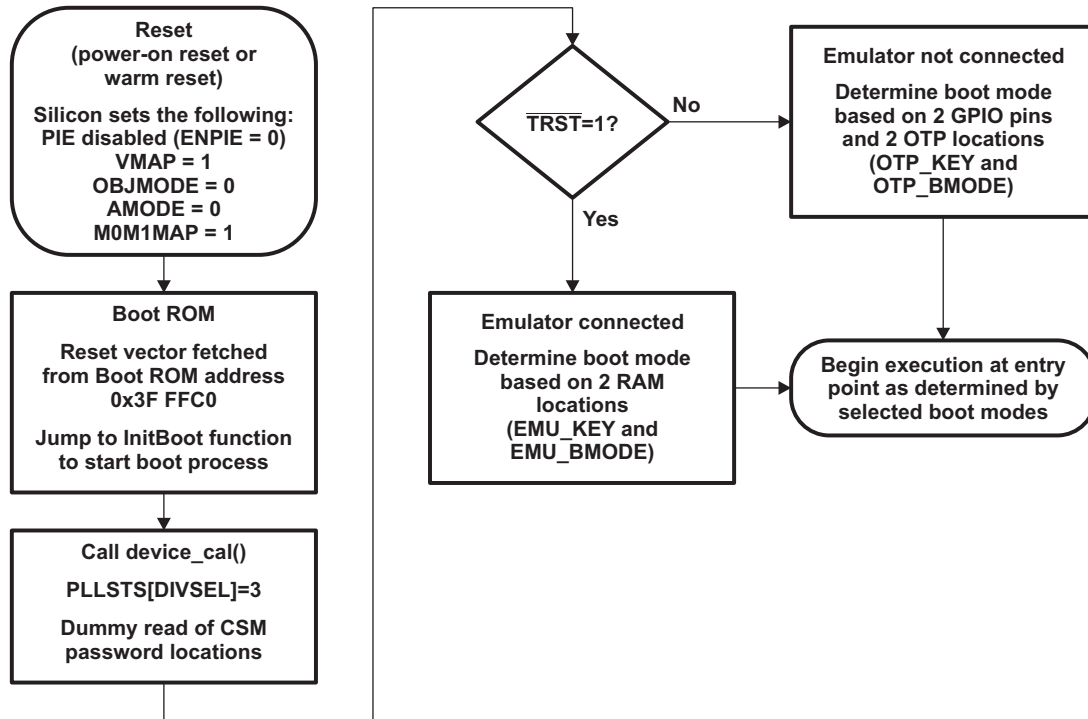 Reset
(power-on reset or
warm reset)
Silicon sets the following:
PIE disabled (ENPIE = 0)
VMAP = 1
OBJMODE = 0
AMODE = 0
M0M1MAP = 1
Boot ROM
Reset vector fetched
from Boot ROM address
0x3F FFC0
Jump to InitBoot function
to start boot process
Call device_cal()
PLLSTS[DIVSEL]=3
Dummy read of CSM
password locations
T̅R̅S̅T̅=1?
No
Yes
Emulator connected
Determine boot mode
based on 2 RAM
locations
(EMU_KEY and
EMU_BMODE)
Emulator not connected
Determine boot mode
based on 2 GPIO pins
and 2 OTP locations
(OTP_KEY and
OTP_BMODE)
Begin execution at entry
point as determined by
selected boot modes